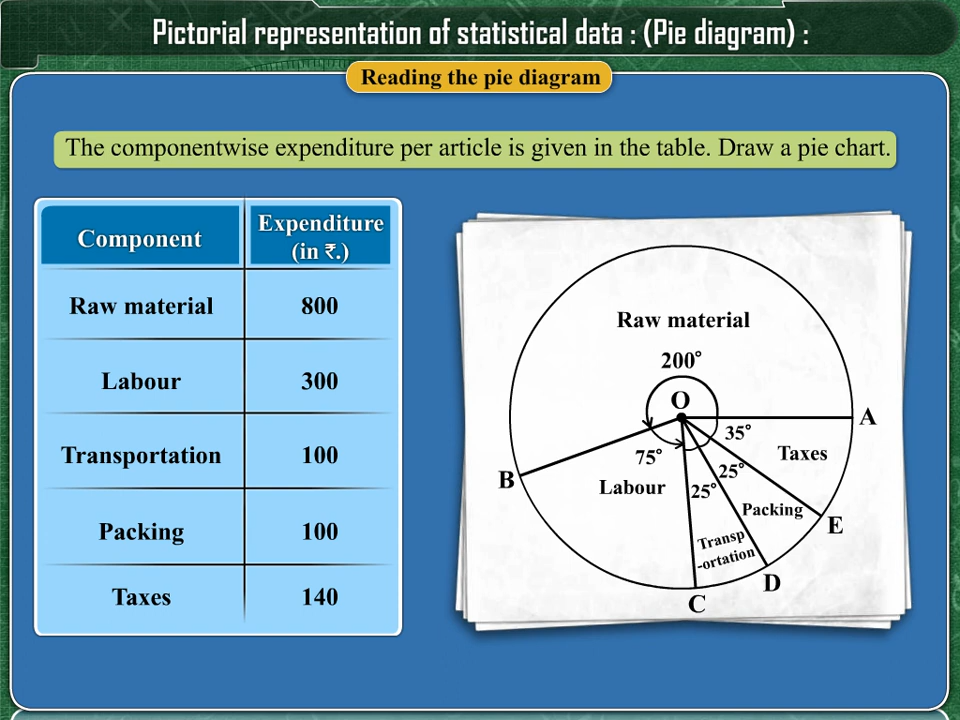 Pictorial representation of statistical data : (Pie diagram) :
Reading the pie diagram
The componentwise expenditure per article is given in the table. Draw a pie chart.
Component Expenditure
(in ₹.)
Raw material 800
Labour 300
Transportation 100
Packing 100
Taxes 140
Raw material
200°
O
A
35°
Taxes
75°
25°
B
Labour
25°
Packing
E
Transp
-ortation
D
C